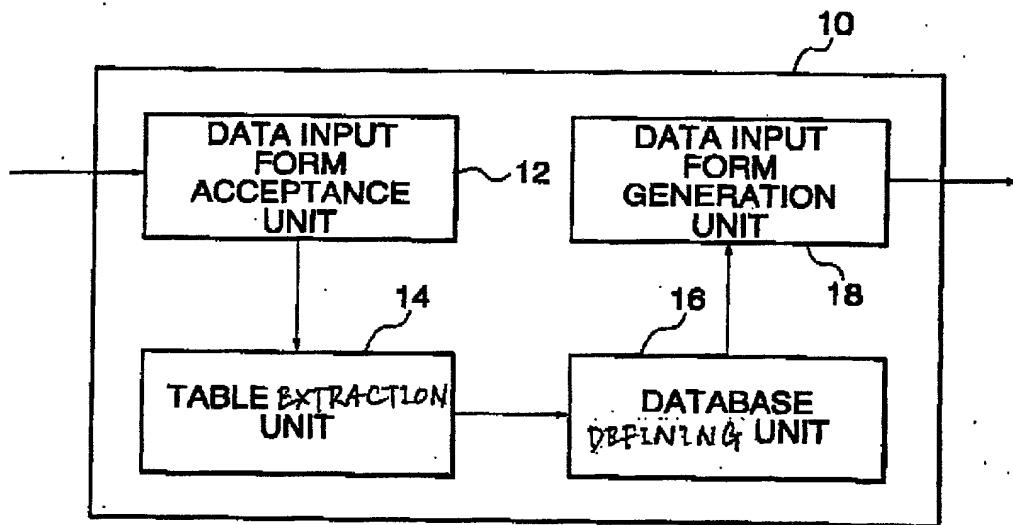 10
DATA INPUT
FORM
ACCEPTANCE
UNIT
12
DATA INPUT
FORM
GENERATION
UNIT
18
14
TABLE EXTRACTION
UNIT
16
DATABASE
DEFINING UNIT